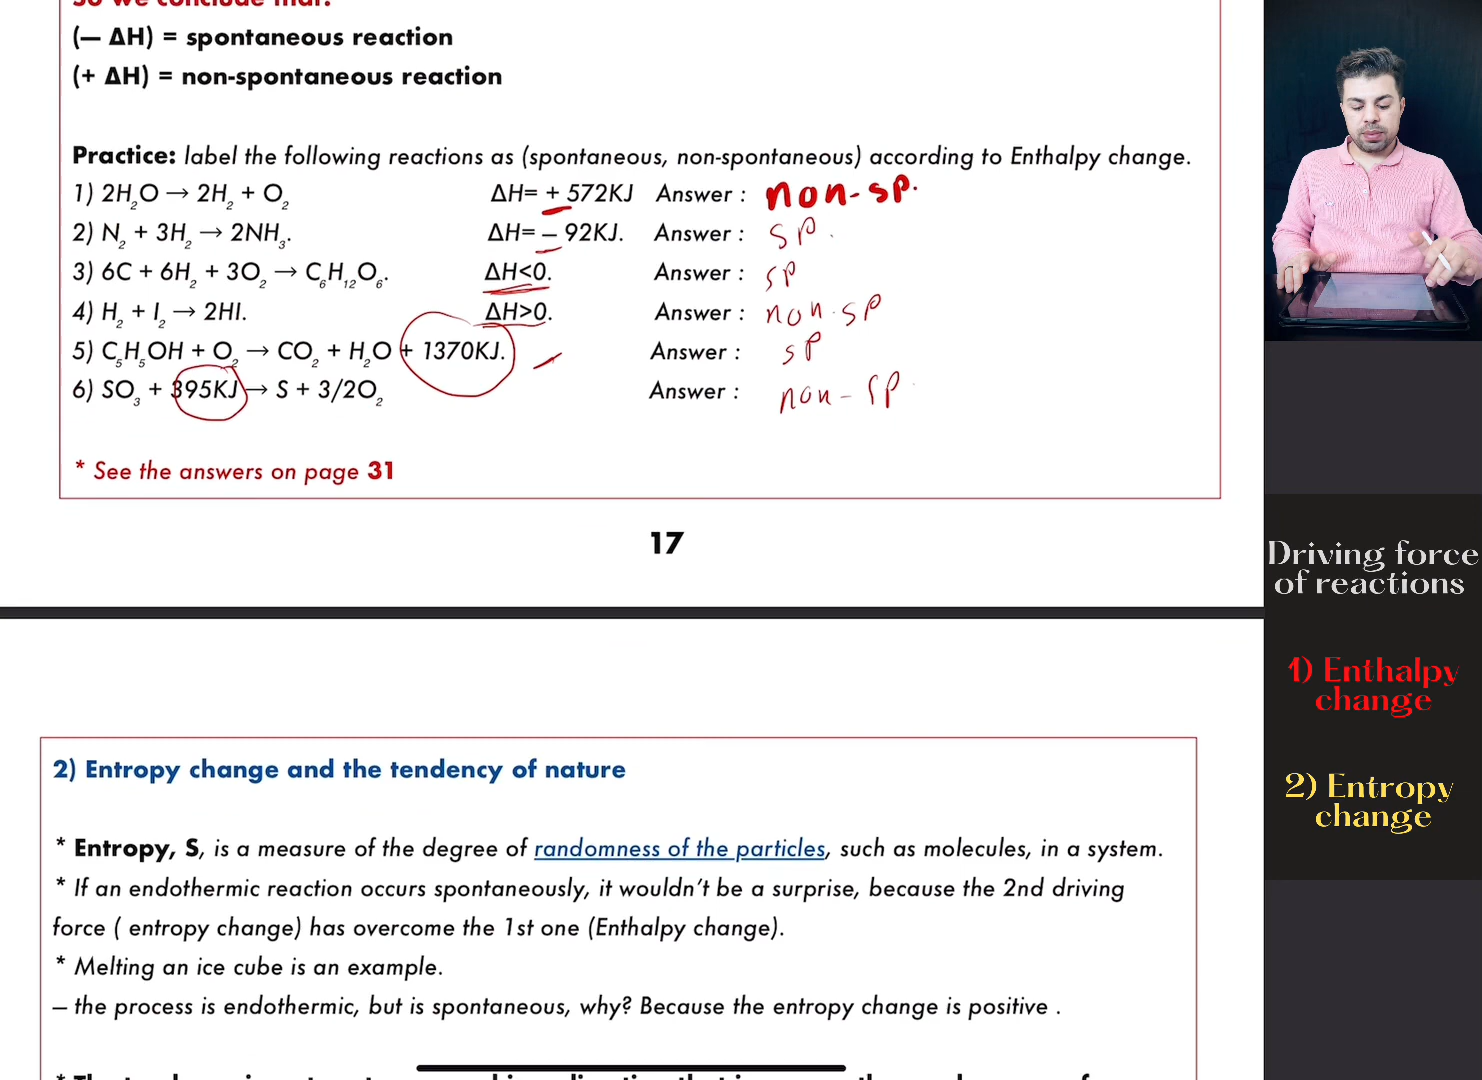 So we conclude that:
(– ΔH) = spontaneous reaction
(+ ΔH) = non-spontaneous reaction
Practice: label the following reactions as (spontaneous, non-spontaneous) according to Enthalpy change.
1) 2H₂O → 2H₂ + O₂ ΔH= + 572KJ Answer : non-sp.
2) N₂ + 3H₂ → 2NH₃. ΔH= – 92KJ. Answer : sp.
3) 6C + 6H₂ + 3O₂ → C₆H₁₂O₆. ΔH<0. Answer : sp
4) H₂ + I₂ → 2HI. ΔH>0. Answer : non-sp
5) C₅H₅OH + O₂ → CO₂ + H₂O + 1370KJ. Answer : sp
6) SO₃ + 395KJ → S + 3/2O₂ Answer : non-sp
* See the answers on page 31
17
2) Entropy change and the tendency of nature
* Entropy, S, is a measure of the degree of randomness of the particles, such as molecules, in a system.
* If an endothermic reaction occurs spontaneously, it wouldn't be a surprise, because the 2nd driving
force ( entropy change) has overcome the 1st one (Enthalpy change).
* Melting an ice cube is an example.
– the process is endothermic, but is spontaneous, why? Because the entropy change is positive .
Driving force
of reactions
1) Enthalpy
change
2) Entropy
change